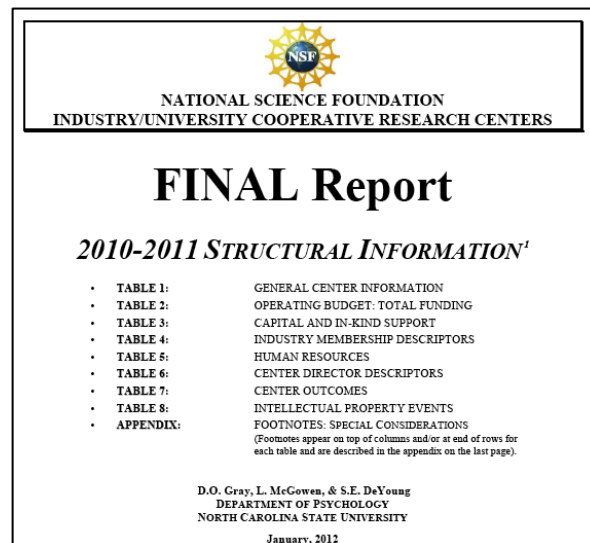 NSF
NATIONAL SCIENCE FOUNDATION
INDUSTRY/UNIVERSITY COOPERATIVE RESEARCH CENTERS
FINAL Report
2010-2011 STRUCTURAL INFORMATION¹
• TABLE 1: GENERAL CENTER INFORMATION
• TABLE 2: OPERATING BUDGET: TOTAL FUNDING
• TABLE 3: CAPITAL AND IN-KIND SUPPORT
• TABLE 4: INDUSTRY MEMBERSHIP DESCRIPTORS
• TABLE 5: HUMAN RESOURCES
• TABLE 6: CENTER DIRECTOR DESCRIPTORS
• TABLE 7: CENTER OUTCOMES
• TABLE 8: INTELLECTUAL PROPERTY EVENTS
• APPENDIX: FOOTNOTES: SPECIAL CONSIDERATIONS
(Footnotes appear on top of columns and/or at end of rows for
each table and are described in the appendix on the last page).
D.O. Gray, L. McGowen, & S.E. DeYoung
DEPARTMENT OF PSYCHOLOGY
NORTH CAROLINA STATE UNIVERSITY
January, 2012